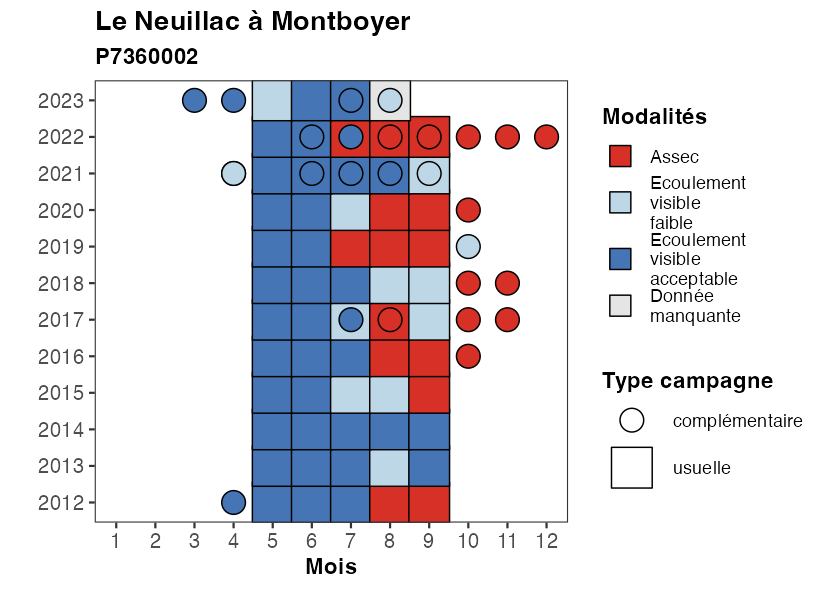 Le Neuillac à Montboyer
P7360002
2023
2022
2021
2020
2019
2018
2017
2016
2015
2014
2013
2012
1 2 3 4 5 6 7 8 9 10 11 12
Mois
Modalités
Assec
Ecoulement
visible
faible
Ecoulement
visible
acceptable
Donnée
manquante
Type campagne
complémentaire
usuelle